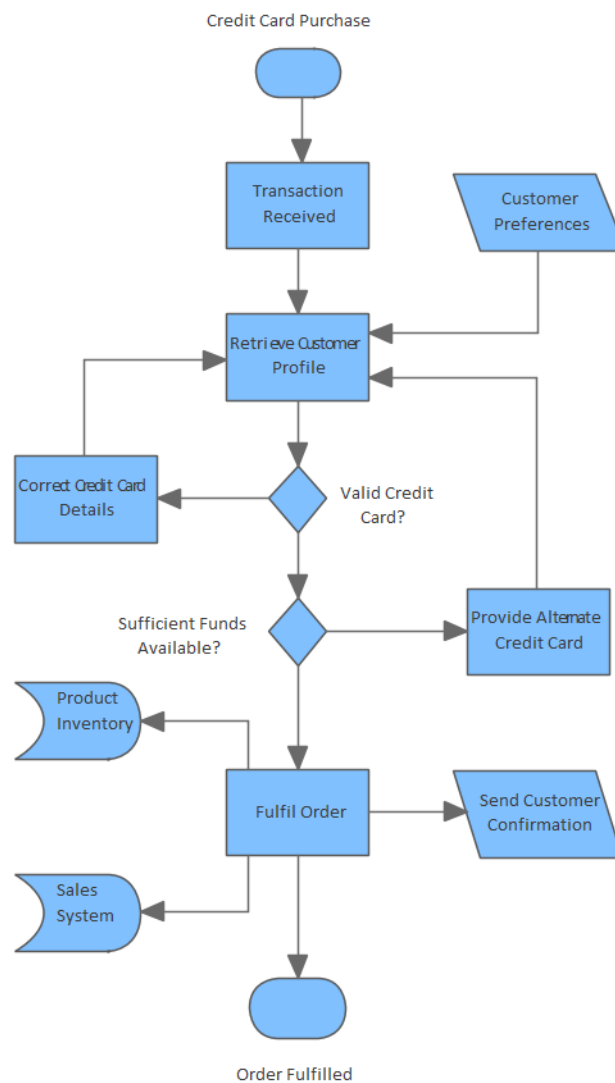 Credit Card Purchase
Transaction
Received
Customer
Preferences
Retrieve Customer
Profile
Correct Credit Card
Details
Valid Credit
Card?
Sufficient Funds
Available?
Provide Alternate
Credit Card
Product
Inventory
Fulfil Order
Send Customer
Confirmation
Sales
System
Order Fulfilled